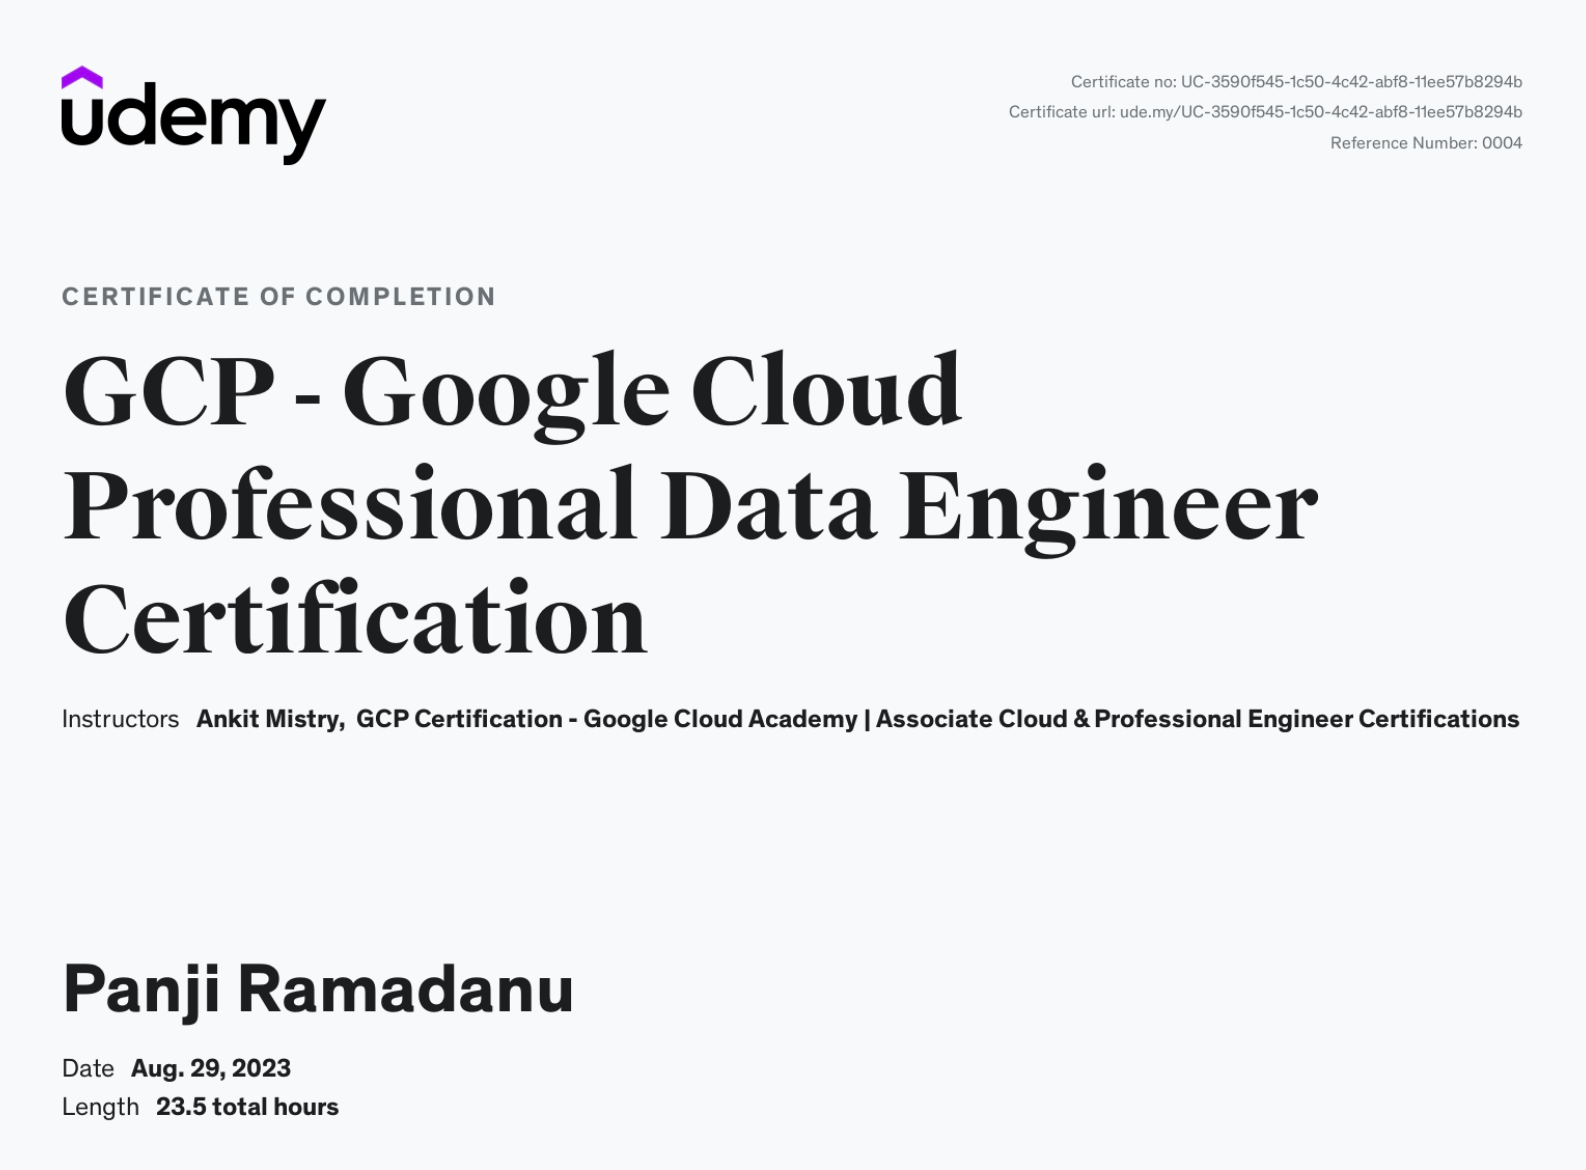 udemy
Certificate no: UC-3590f545-1c50-4c42-abf8-11ee57b8294b
Certificate url: ude.my/UC-3590f545-1c50-4c42-abf8-11ee57b8294b
Reference Number: 0004
CERTIFICATE OF COMPLETION
GCP - Google Cloud
Professional Data Engineer
Certification
Instructors Ankit Mistry, GCP Certification - Google Cloud Academy | Associate Cloud & Professional Engineer Certifications
Panji Ramadanu
Date Aug. 29, 2023
Length 23.5 total hours